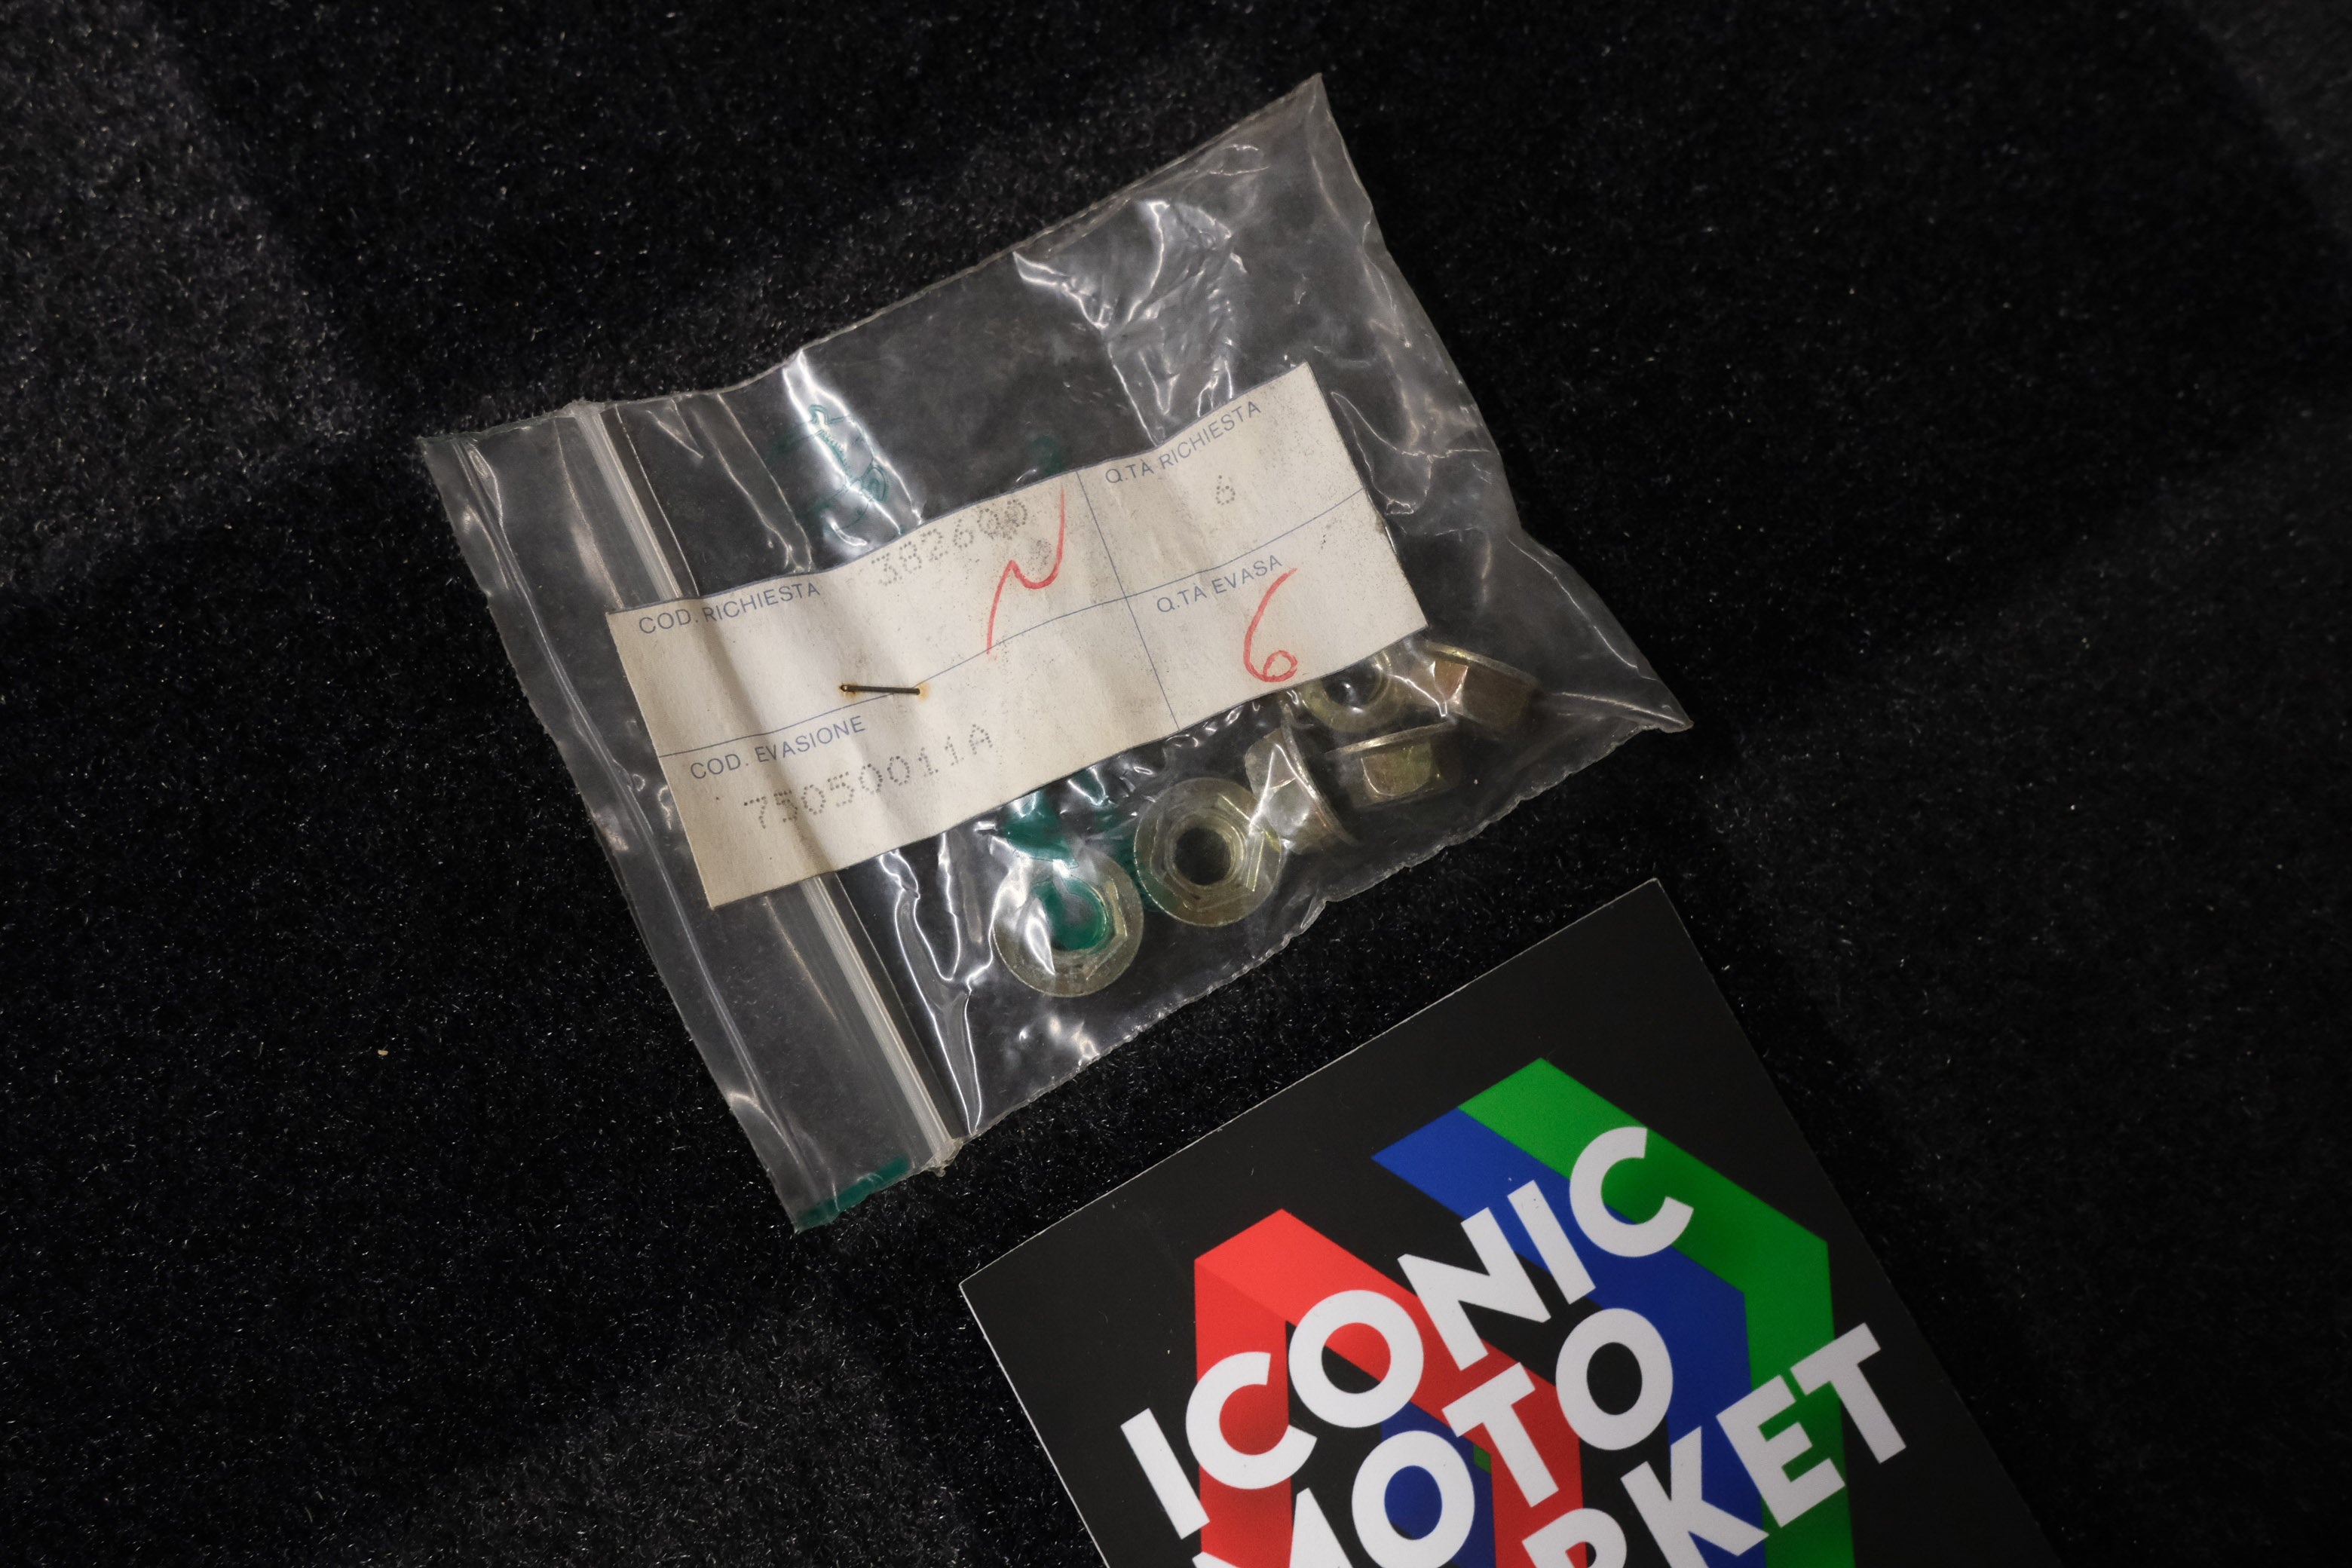 COD. RICHIESTA
382600
Q.TA RICHIESTA
6
COD. EVASIONE
75050011A
Q.TA EVASA
6
ICONIC
MOTO